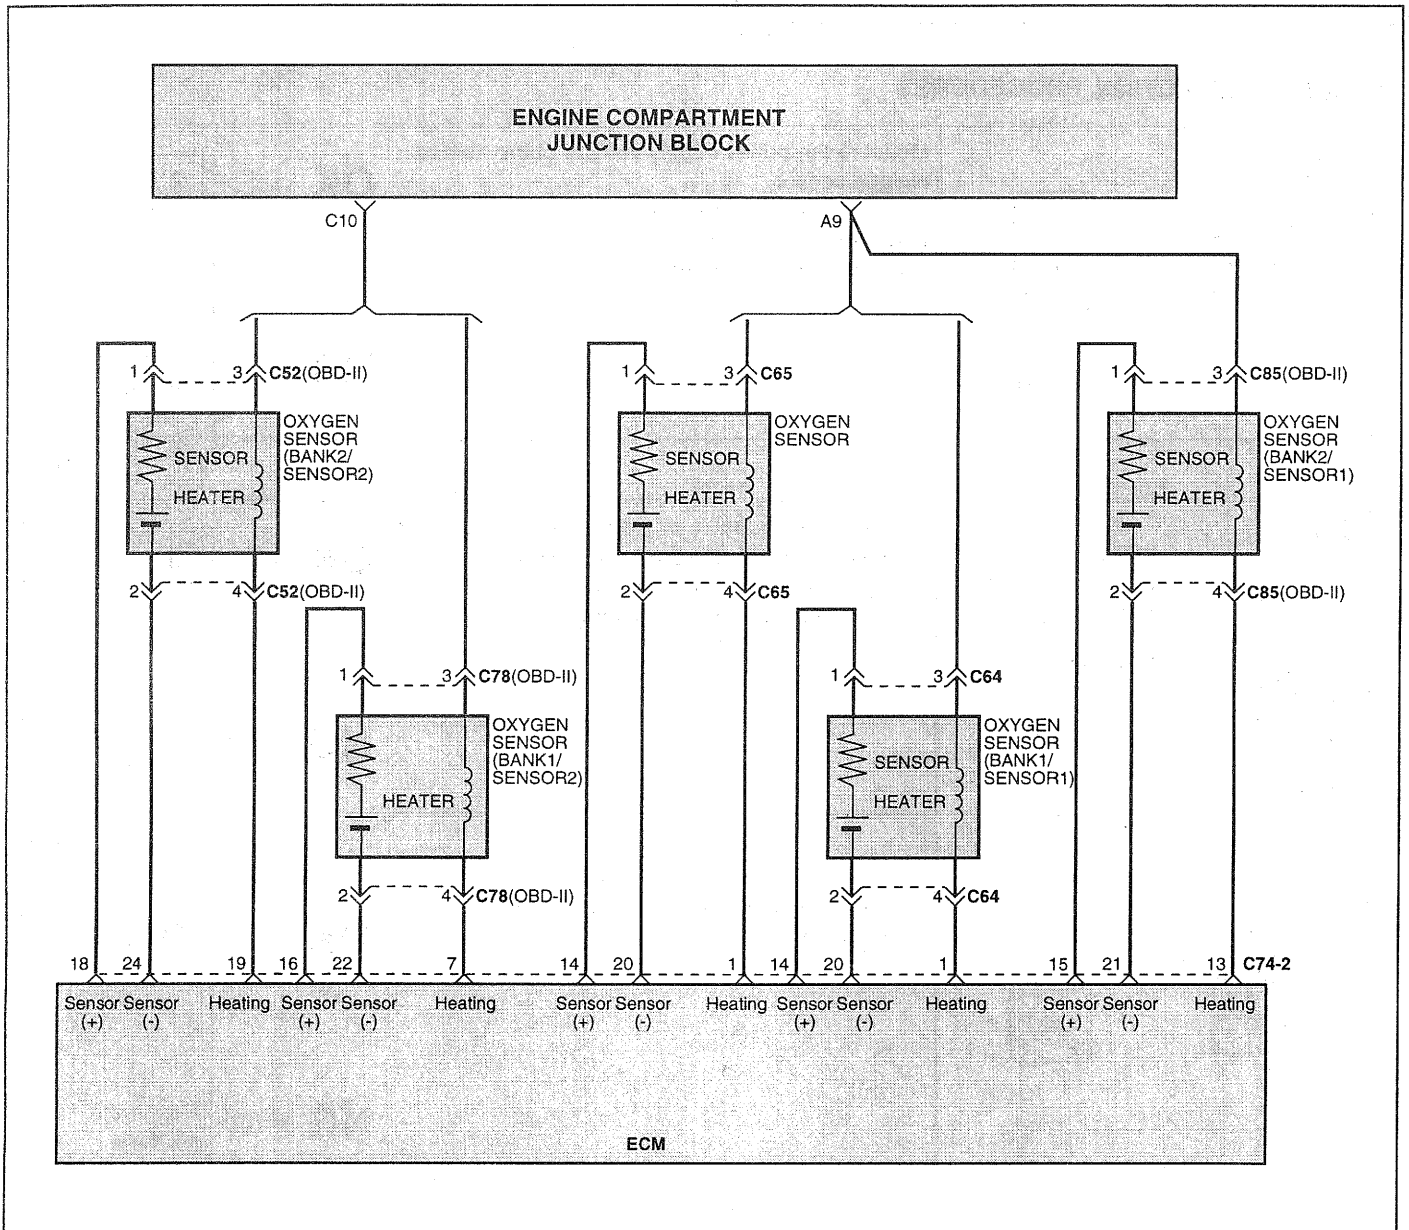 ENGINE COMPARTMENT
JUNCTION BLOCK
C10
A9
1
3
C52(OBD-II)
1
3
C65
1
3
C85(OBD-II)
OXYGEN
SENSOR
(BANK2/
SENSOR2)
SENSOR
HEATER
OXYGEN
SENSOR
SENSOR
HEATER
OXYGEN
SENSOR
(BANK2/
SENSOR1)
SENSOR
HEATER
2
4
C52(OBD-II)
2
4
C65
2
4
C85(OBD-II)
1
3
C78(OBD-II)
1
3
C64
OXYGEN
SENSOR
(BANK1/
SENSOR2)
HEATER
OXYGEN
SENSOR
(BANK1/
SENSOR1)
SENSOR
HEATER
2
4
C78(OBD-II)
2
4
C64
18
24
19
16
22
7
14
20
1
14
20
1
15
21
13
C74-2
Sensor
(+)
Sensor
(-)
Heating
Sensor
(+)
Sensor
(-)
Heating
Sensor
(+)
Sensor
(-)
Heating
Sensor
(+)
Sensor
(-)
Heating
Sensor
(+)
Sensor
(-)
Heating
ECM